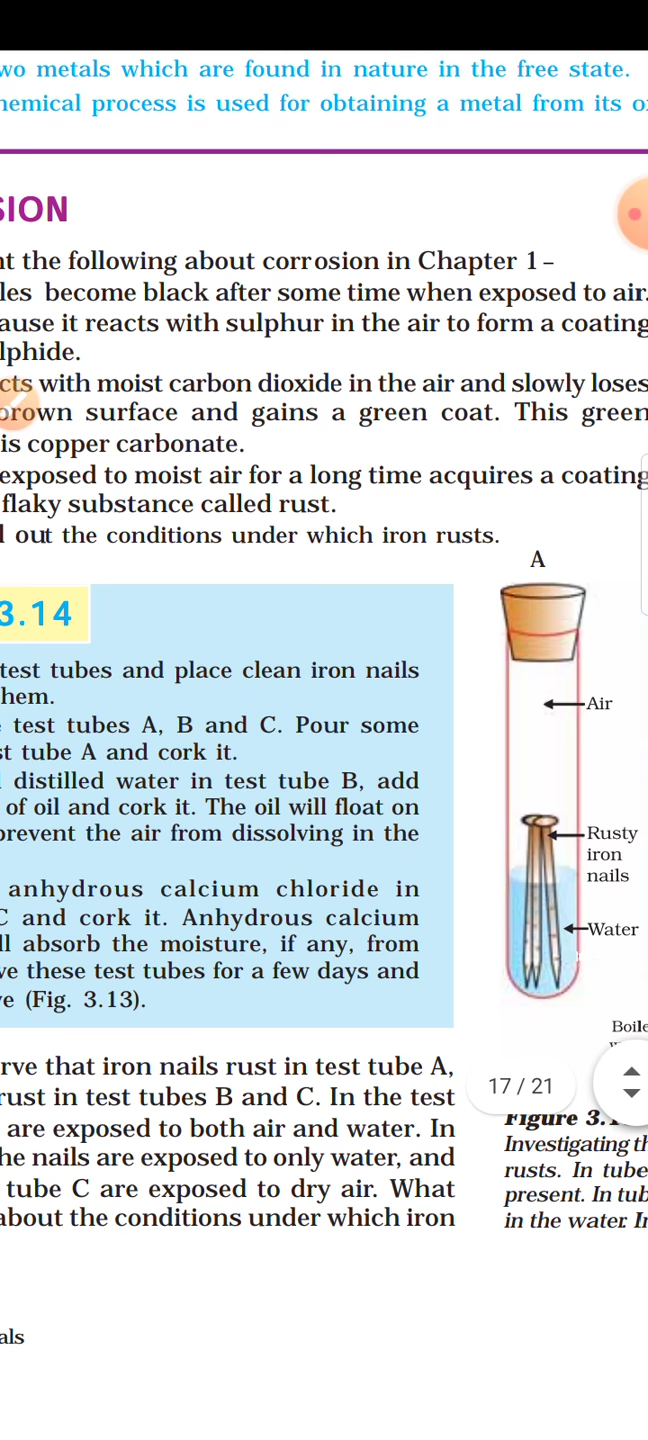 wo metals which are found in nature in the free state.
hemical process is used for obtaining a metal from its
SION
nt the following about corrosion in Chapter 1 –
les become black after some time when exposed to air.
ause it reacts with sulphur in the air to form a coating
lphide.
cts with moist carbon dioxide in the air and slowly loses
brown surface and gains a green coat. This green
is copper carbonate.
exposed to moist air for a long time acquires a coating
flaky substance called rust.
out the conditions under which iron rusts.
A
3.14
test tubes and place clean iron nails
hem.
test tubes A, B and C. Pour some
st tube A and cork it.
distilled water in test tube B, add
of oil and cork it. The oil will float on
prevent the air from dissolving in the
anhydrous calcium chloride in
C and cork it. Anhydrous calcium
ll absorb the moisture, if any, from
ve these test tubes for a few days and
e (Fig. 3.13).
Air
Rusty
iron
nails
Water
Boile
rve that iron nails rust in test tube A,
rust in test tubes B and C. In the test
are exposed to both air and water. In
he nails are exposed to only water, and
tube C are exposed to dry air. What
about the conditions under which iron
17 / 21
Figure 3.1
Investigating th
rusts. In tube
present. In tub
in the water. In
als